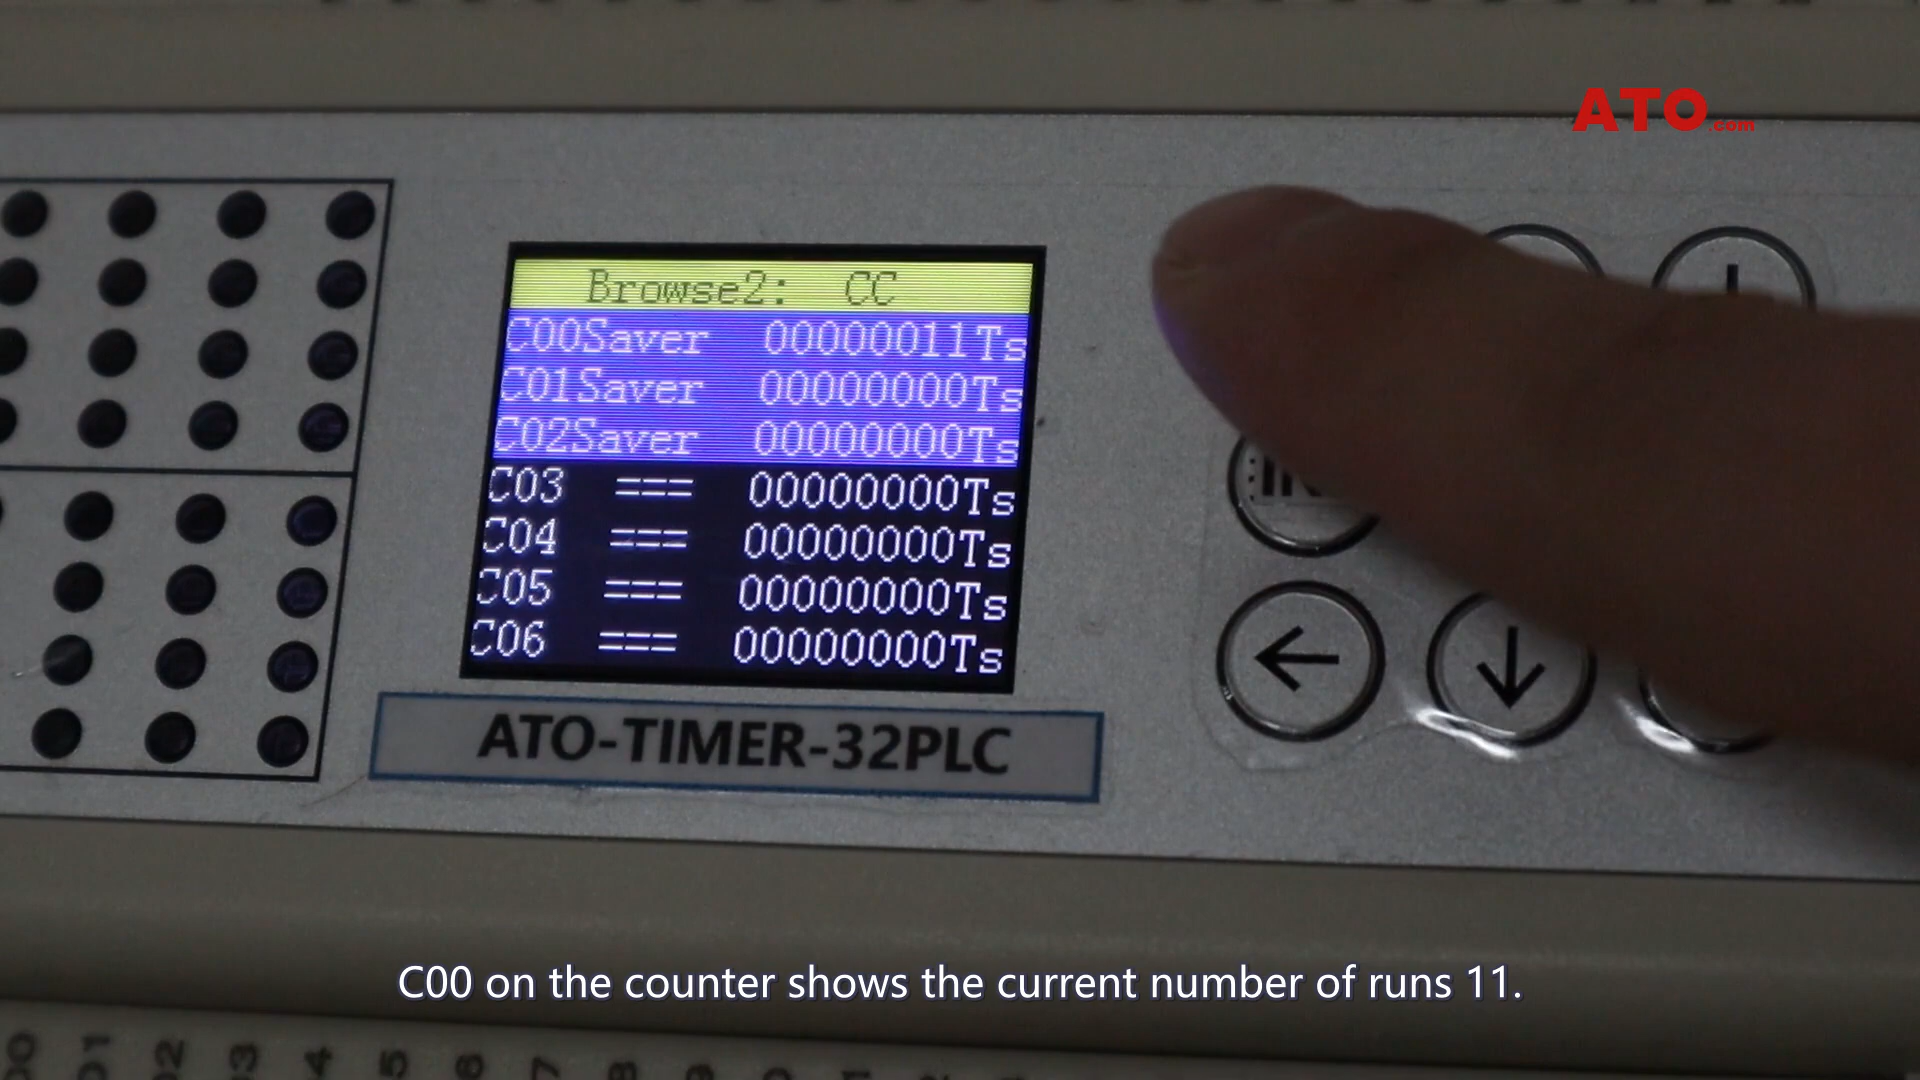 ATO.com
Browse2: CC
C00Saver 00000011Ts
C01Saver 00000000Ts
C02Saver 00000000Ts
C03 === 00000000Ts
C04 === 00000000Ts
C05 === 00000000Ts
C06 === 00000000Ts
ATO-TIMER-32PLC
C00 on the counter shows the current number of runs 11.